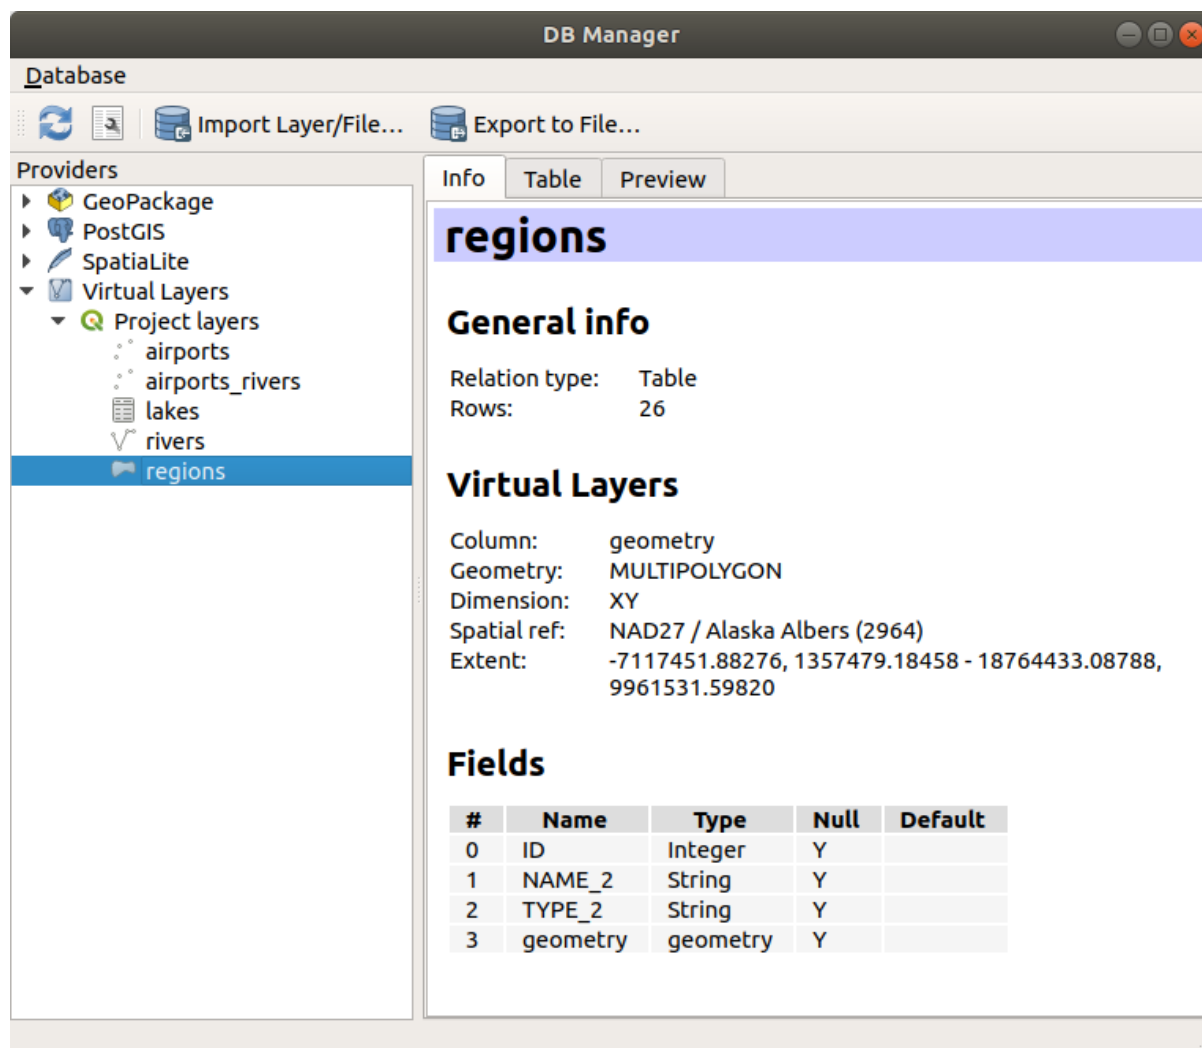 DB Manager
Database
Import Layer/File...
Export to File...
Providers
GeoPackage
PostGIS
SpatiaLite
Virtual Layers
Project layers
airports
airports_rivers
lakes
rivers
regions
Info Table Preview
regions
General info
Relation type: Table
Rows: 26
Virtual Layers
Column: geometry
Geometry: MULTIPOLYGON
Dimension: XY
Spatial ref: NAD27 / Alaska Albers (2964)
Extent: -7117451.88276, 1357479.18458 - 18764433.08788,
9961531.59820
Fields
# Name Type Null Default
0 ID Integer Y
1 NAME_2 String Y
2 TYPE_2 String Y
3 geometry geometry Y